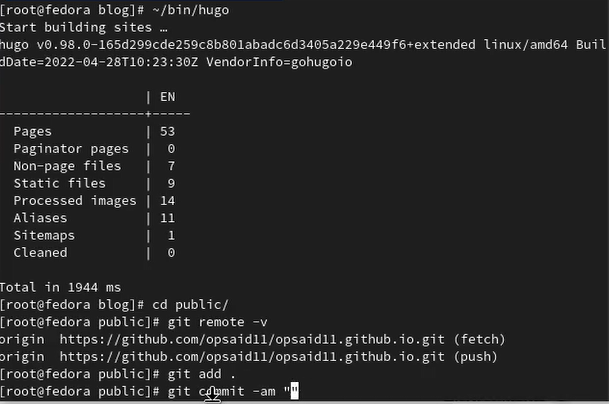 [root@fedora blog]# ~/bin/hugo
Start building sites …
hugo v0.98.0-165d299cde259c8b801abadc6d3405a229e449f6+extended linux/amd64 Buil
dDate=2022-04-28T10:23:30Z VendorInfo=gohugoio
| EN
-------------------+-----
Pages | 53
Paginator pages | 0
Non-page files | 7
Static files | 9
Processed images | 14
Aliases | 11
Sitemaps | 1
Cleaned | 0
Total in 1944 ms
[root@fedora blog]# cd public/
[root@fedora public]# git remote -v
origin https://github.com/opsaid11/opsaid11.github.io.git (fetch)
origin https://github.com/opsaid11/opsaid11.github.io.git (push)
[root@fedora public]# git add .
[root@fedora public]# git commit -am ""